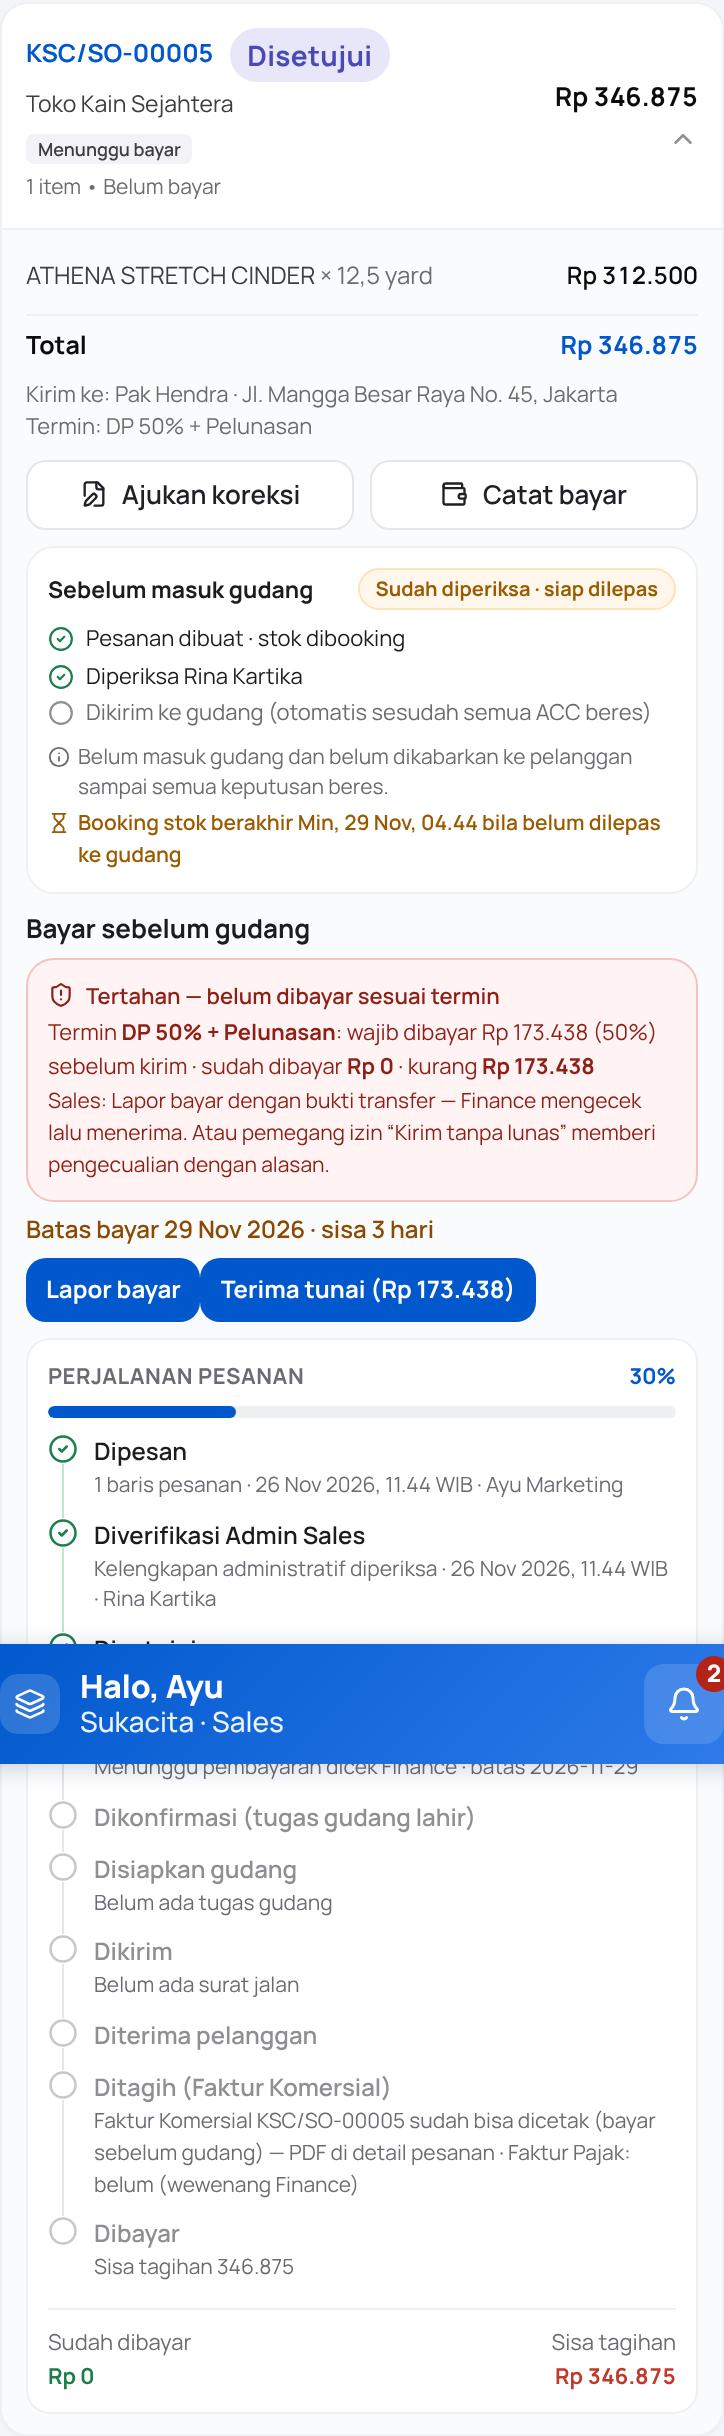 KSC/SO-00005 Disetujui
Toko Kain Sejahtera
Rp 346.875
Menunggu bayar
1 item • Belum bayar
ATHENA STRETCH CINDER × 12,5 yard Rp 312.500
Total Rp 346.875
Kirim ke: Pak Hendra · Jl. Mangga Besar Raya No. 45, Jakarta
Termin: DP 50% + Pelunasan
Ajukan koreksi Catat bayar
Sebelum masuk gudang Sudah diperiksa · siap dilepas
Pesanan dibuat · stok dibooking
Diperiksa Rina Kartika
Dikirim ke gudang (otomatis sesudah semua ACC beres)
Belum masuk gudang dan belum dikabarkan ke pelanggan
sampai semua keputusan beres.
Booking stok berakhir Min, 29 Nov, 04.44 bila belum dilepas
ke gudang
Bayar sebelum gudang
Tertahan — belum dibayar sesuai termin
Termin DP 50% + Pelunasan: wajib dibayar Rp 173.438 (50%)
sebelum kirim · sudah dibayar Rp 0 · kurang Rp 173.438
Sales: Lapor bayar dengan bukti transfer — Finance mengecek
lalu menerima. Atau pemegang izin “Kirim tanpa lunas” memberi
pengecualian dengan alasan.
Batas bayar 29 Nov 2026 · sisa 3 hari
Lapor bayar Terima tunai (Rp 173.438)
PERJALANAN PESANAN 30%
Dipesan
1 baris pesanan · 26 Nov 2026, 11.44 WIB · Ayu Marketing
Diverifikasi Admin Sales
Kelengkapan administratif diperiksa · 26 Nov 2026, 11.44 WIB
· Rina Kartika
Halo, Ayu
Sukacita · Sales
2
Menunggu pembayaran dicek Finance · batas 2026-11-29
Dikonfirmasi (tugas gudang lahir)
Disiapkan gudang
Belum ada tugas gudang
Dikirim
Belum ada surat jalan
Diterima pelanggan
Ditagih (Faktur Komersial)
Faktur Komersial KSC/SO-00005 sudah bisa dicetak (bayar
sebelum gudang) — PDF di detail pesanan · Faktur Pajak:
belum (wewenang Finance)
Dibayar
Sisa tagihan 346.875
Sudah dibayar Sisa tagihan
Rp 0 Rp 346.875